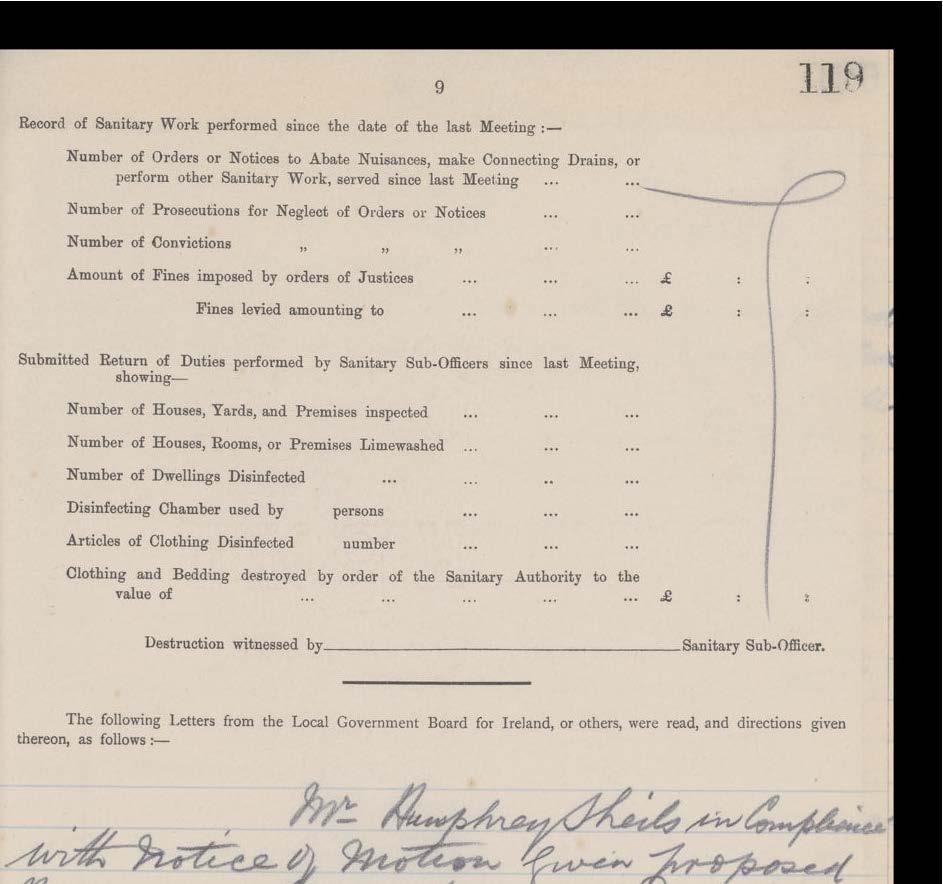 9
119
Record of Sanitary Work performed since the date of the last Meeting :—
Number of Orders or Notices to Abate Nuisances, make Connecting Drains, or
perform other Sanitary Work, served since last Meeting ... ...
Number of Prosecutions for Neglect of Orders or Notices ... ...
Number of Convictions „ „ „ ... ...
Amount of Fines imposed by orders of Justices ... ... ... £ : :
Fines levied amounting to ... ... ... £ : :
Submitted Return of Duties performed by Sanitary Sub-Officers since last Meeting,
showing—
Number of Houses, Yards, and Premises inspected ... ... ...
Number of Houses, Rooms, or Premises Limewashed ... ... ...
Number of Dwellings Disinfected ... ... .. ...
Disinfecting Chamber used by persons ... ... ...
Articles of Clothing Disinfected number ... ... ...
Clothing and Bedding destroyed by order of the Sanitary Authority to the
value of ... ... ... ... ... £ : :
Destruction witnessed by Sanitary Sub-Officer.
The following Letters from the Local Government Board for Ireland, or others, were read, and directions given
thereon, as follows :—
Mr Humphrey Sheils in Compliance
with Notice of Motion Given proposed